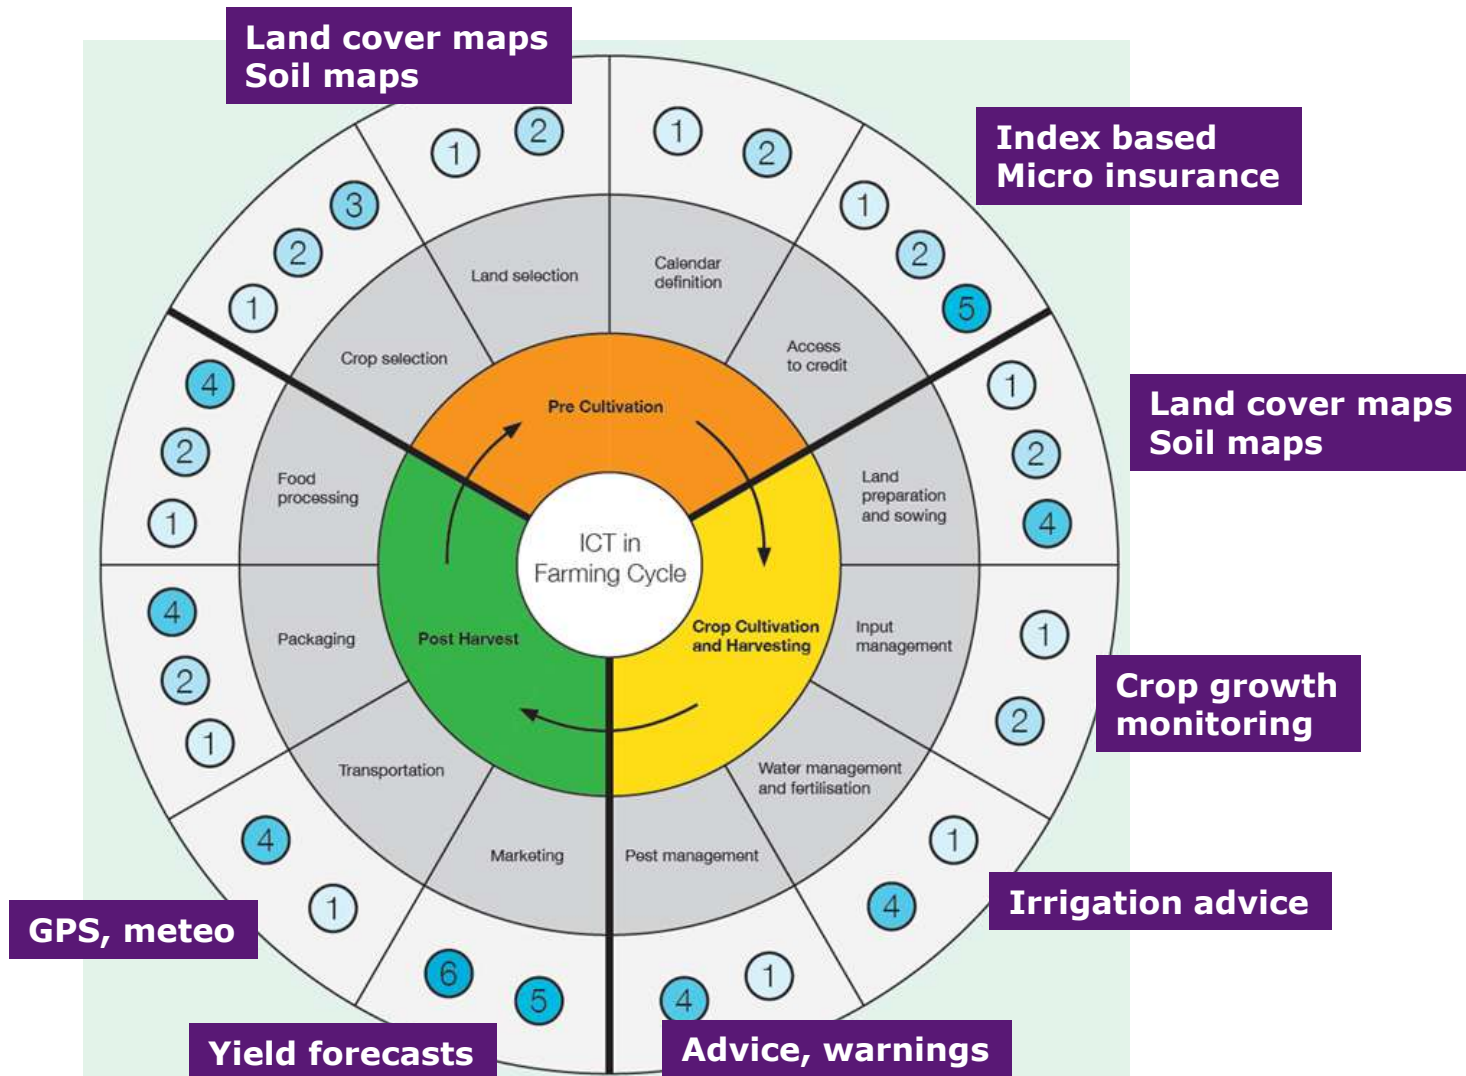 Land cover maps
Soil maps
Index based
Micro insurance
Land cover maps
Soil maps
Crop growth
monitoring
Irrigation advice
Advice, warnings
Yield forecasts
GPS, meteo
1
2
1
2
1
2
5
1
2
4
1
2
1
4
1
4
5
6
1
4
1
2
4
1
2
4
1
2
3
Land selection
Calendar
definition
Access
to credit
Land
preparation
and sowing
Input
management
Water management
and fertilisation
Pest management
Marketing
Transportation
Packaging
Food
processing
Crop selection
Pre Cultivation
Crop Cultivation
and Harvesting
Post Harvest
ICT in
Farming Cycle